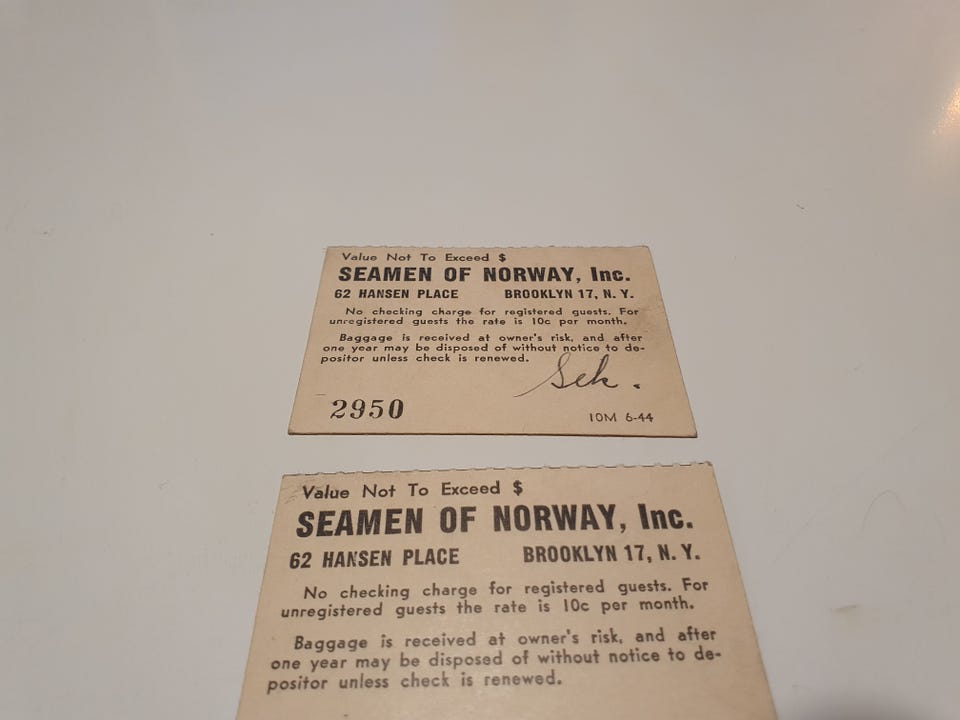 Value Not To Exceed $
SEAMEN OF NORWAY, Inc.
62 HANSEN PLACE BROOKLYN 17, N. Y.
No checking charge for registered guests. For
unregistered guests the rate is 10c per month.
Baggage is received at owner's risk, and after
one year may be disposed of without notice to de-
positor unless check is renewed.
Sek.
2950 10M 6-44
Value Not To Exceed $
SEAMEN OF NORWAY, Inc.
62 HANSEN PLACE BROOKLYN 17, N. Y.
No checking charge for registered guests. For
unregistered guests the rate is 10c per month.
Baggage is received at owner's risk, and after
one year may be disposed of without notice to de-
positor unless check is renewed.